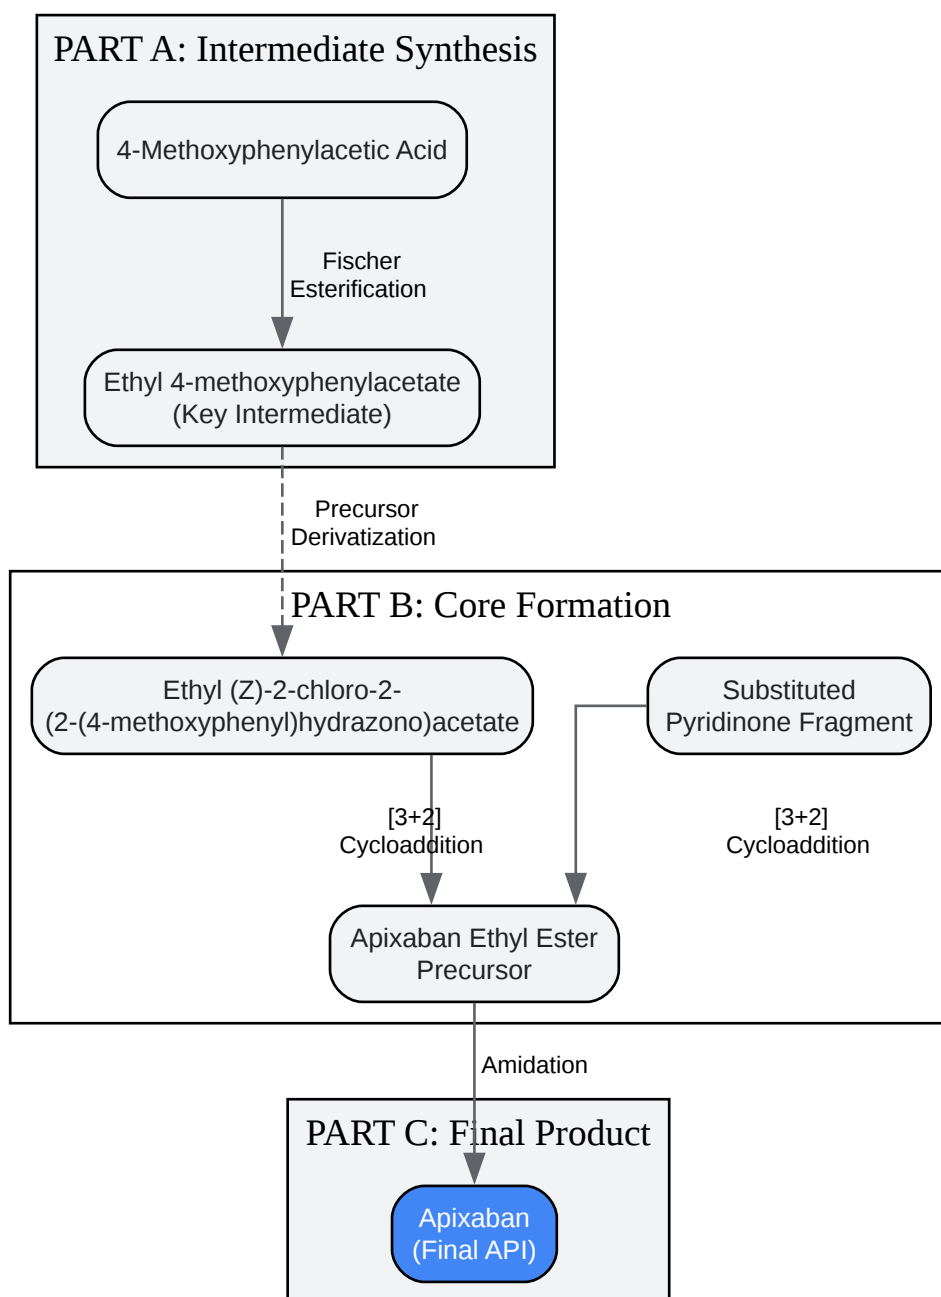 PART A: Intermediate Synthesis
4-Methoxyphenylacetic Acid
Fischer
Esterification
Ethyl 4-methoxyphenylacetate
(Key Intermediate)
Precursor
Derivatization
PART B: Core Formation
Ethyl (Z)-2-chloro-2-
(2-(4-methoxyphenyl)hydrazono)acetate
Substituted
Pyridinone Fragment
[3+2]
Cycloaddition
[3+2]
Cycloaddition
Apixaban Ethyl Ester
Precursor
Amidation
PART C: Final Product
Apixaban
(Final API)